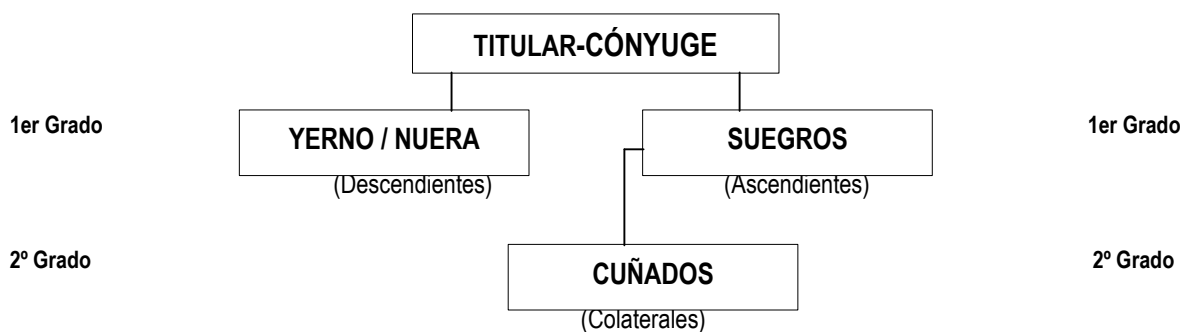 TITULAR-CÓNYUGE
1er Grado YERNO / NUERA SUEGROS 1er Grado
(Descendientes) (Ascendientes)
2º Grado CUÑADOS 2º Grado
(Colaterales)